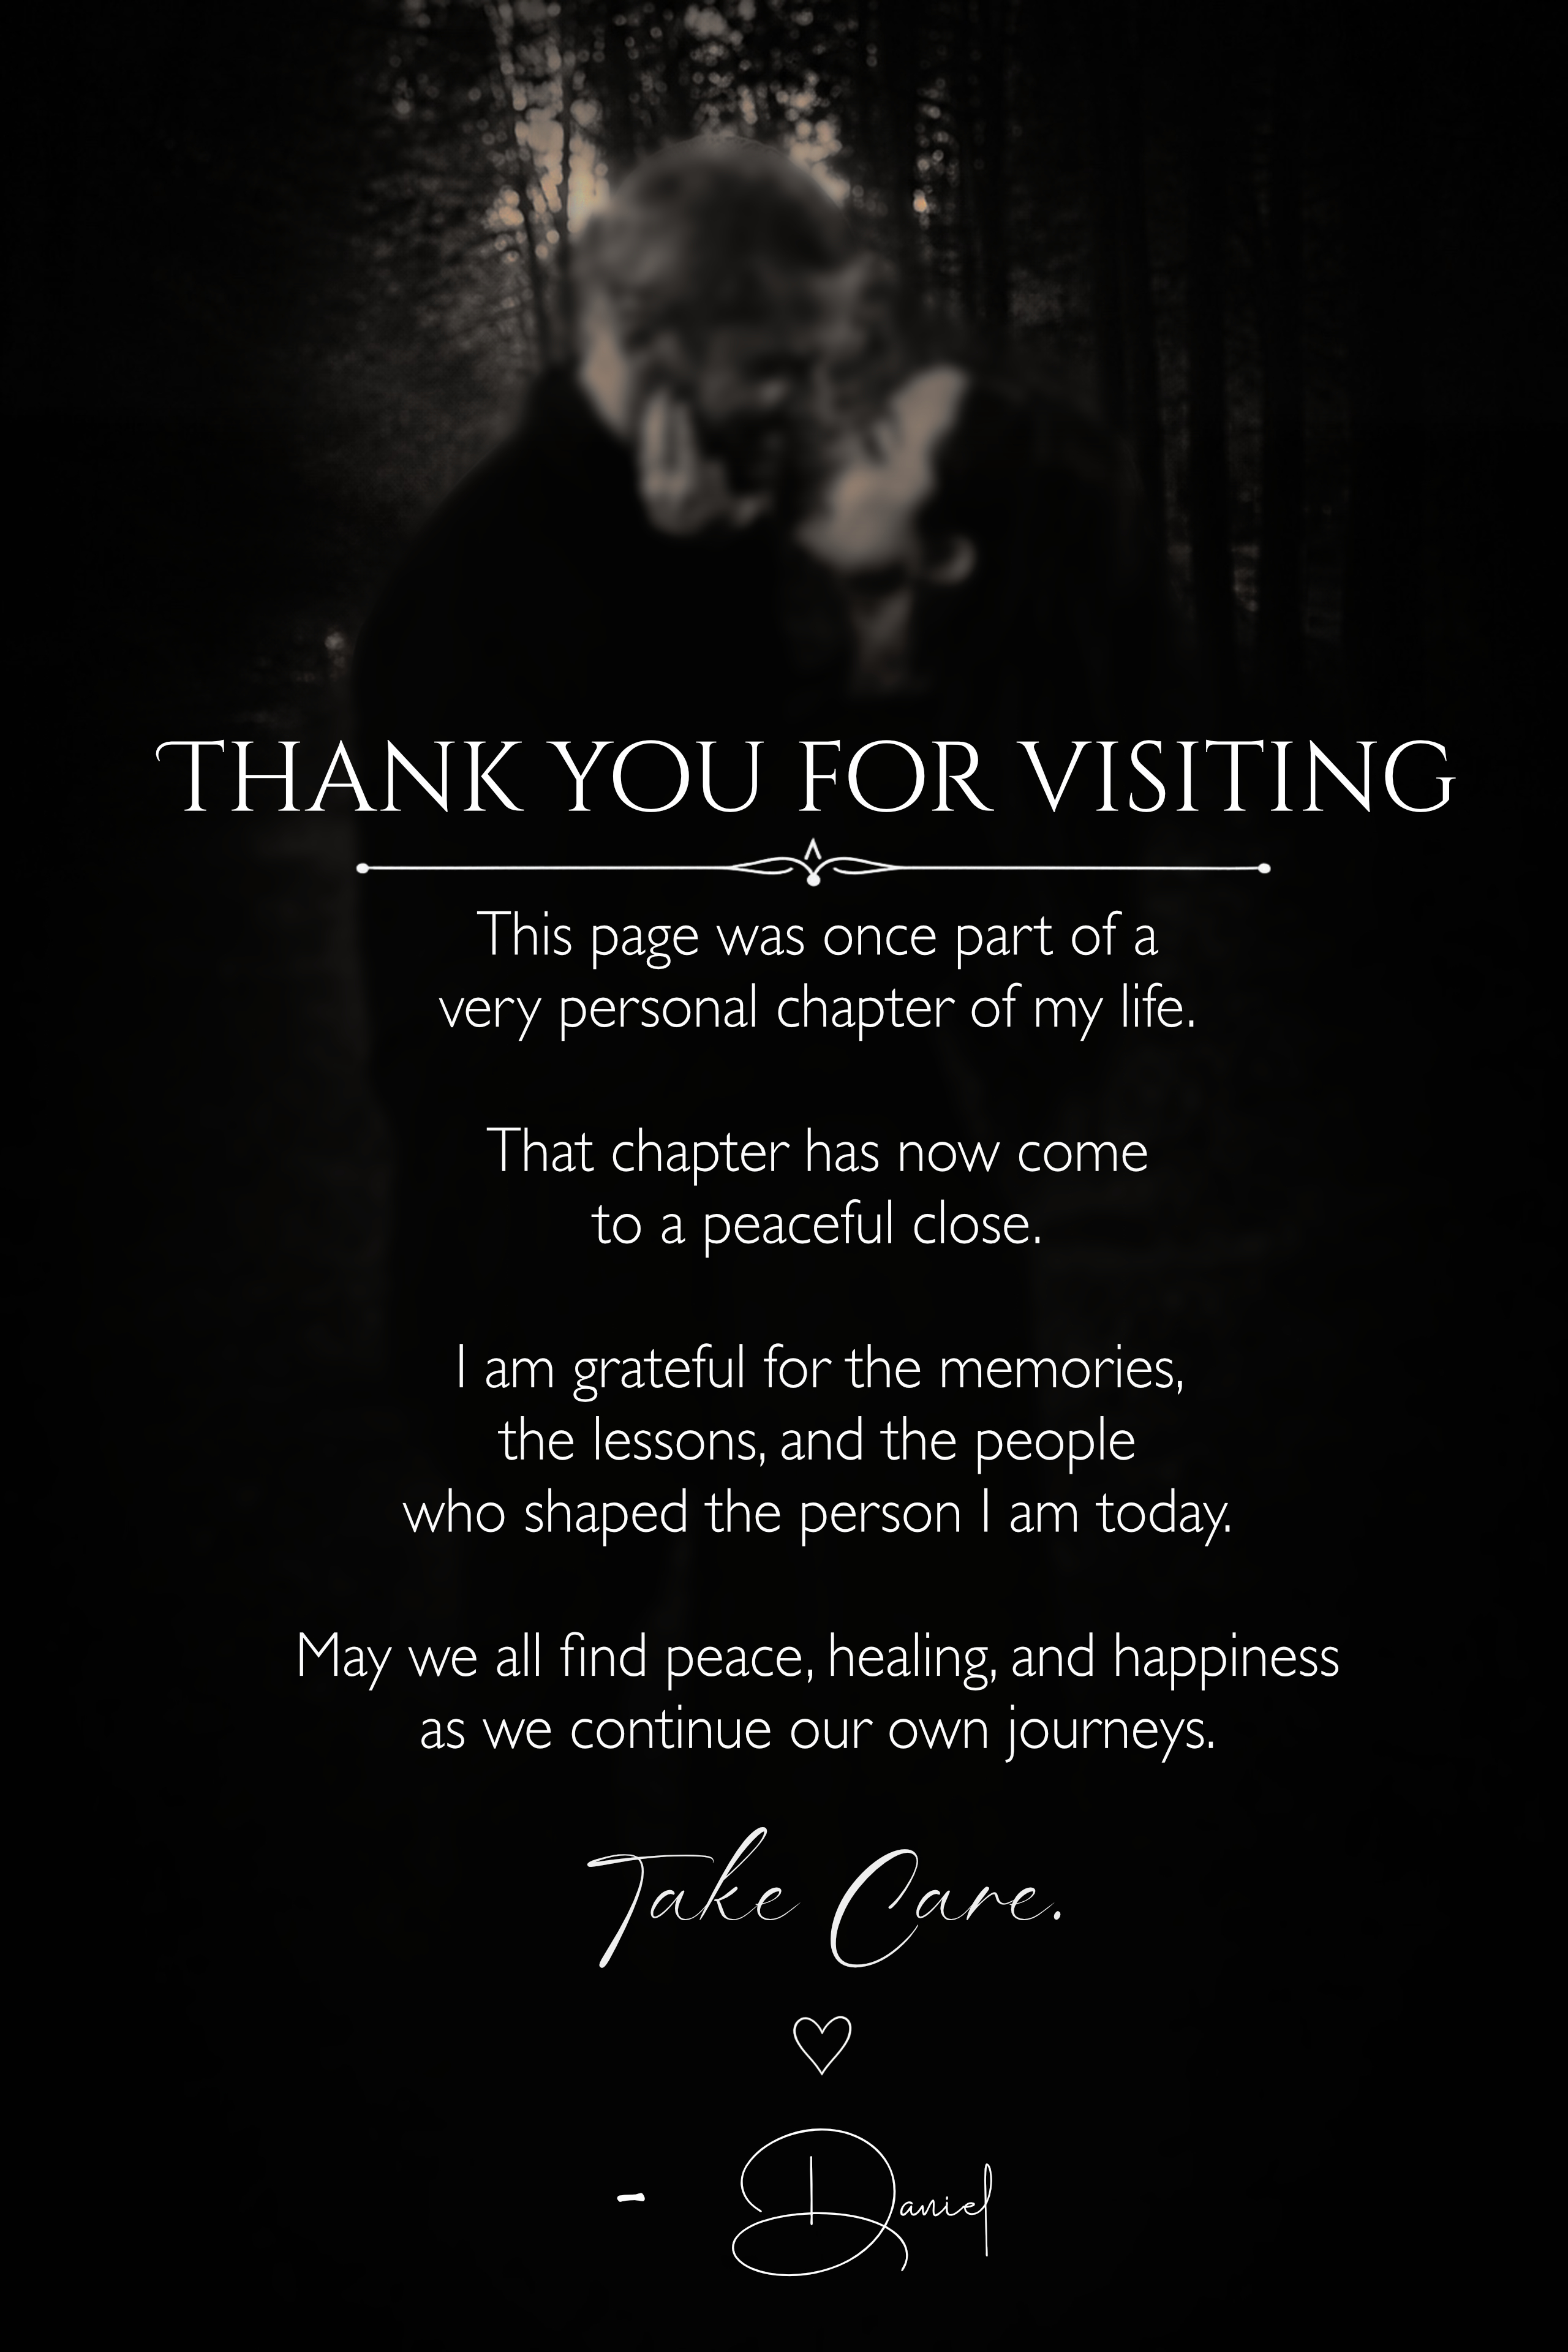 THANK YOU FOR VISITING
This page was once part of a
very personal chapter of my life.
That chapter has now come
to a peaceful close.
I am grateful for the memories,
the lessons, and the people
who shaped the person I am today.
May we all find peace, healing, and happiness
as we continue our own journeys.
Take Care.
- Daniel